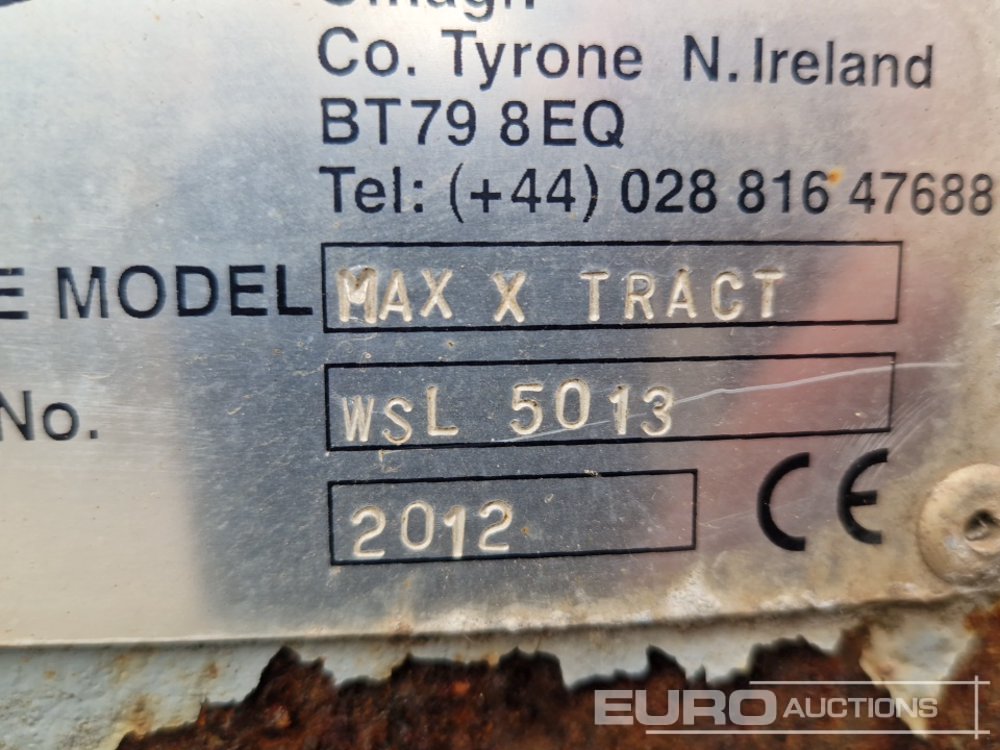 Omagh
Co. Tyrone N. Ireland
BT79 8EQ
Tel: (+44) 028 816 47688
E MODEL MAX X TRACT
No. WSL 5013
2012 CE
EURO AUCTIONS